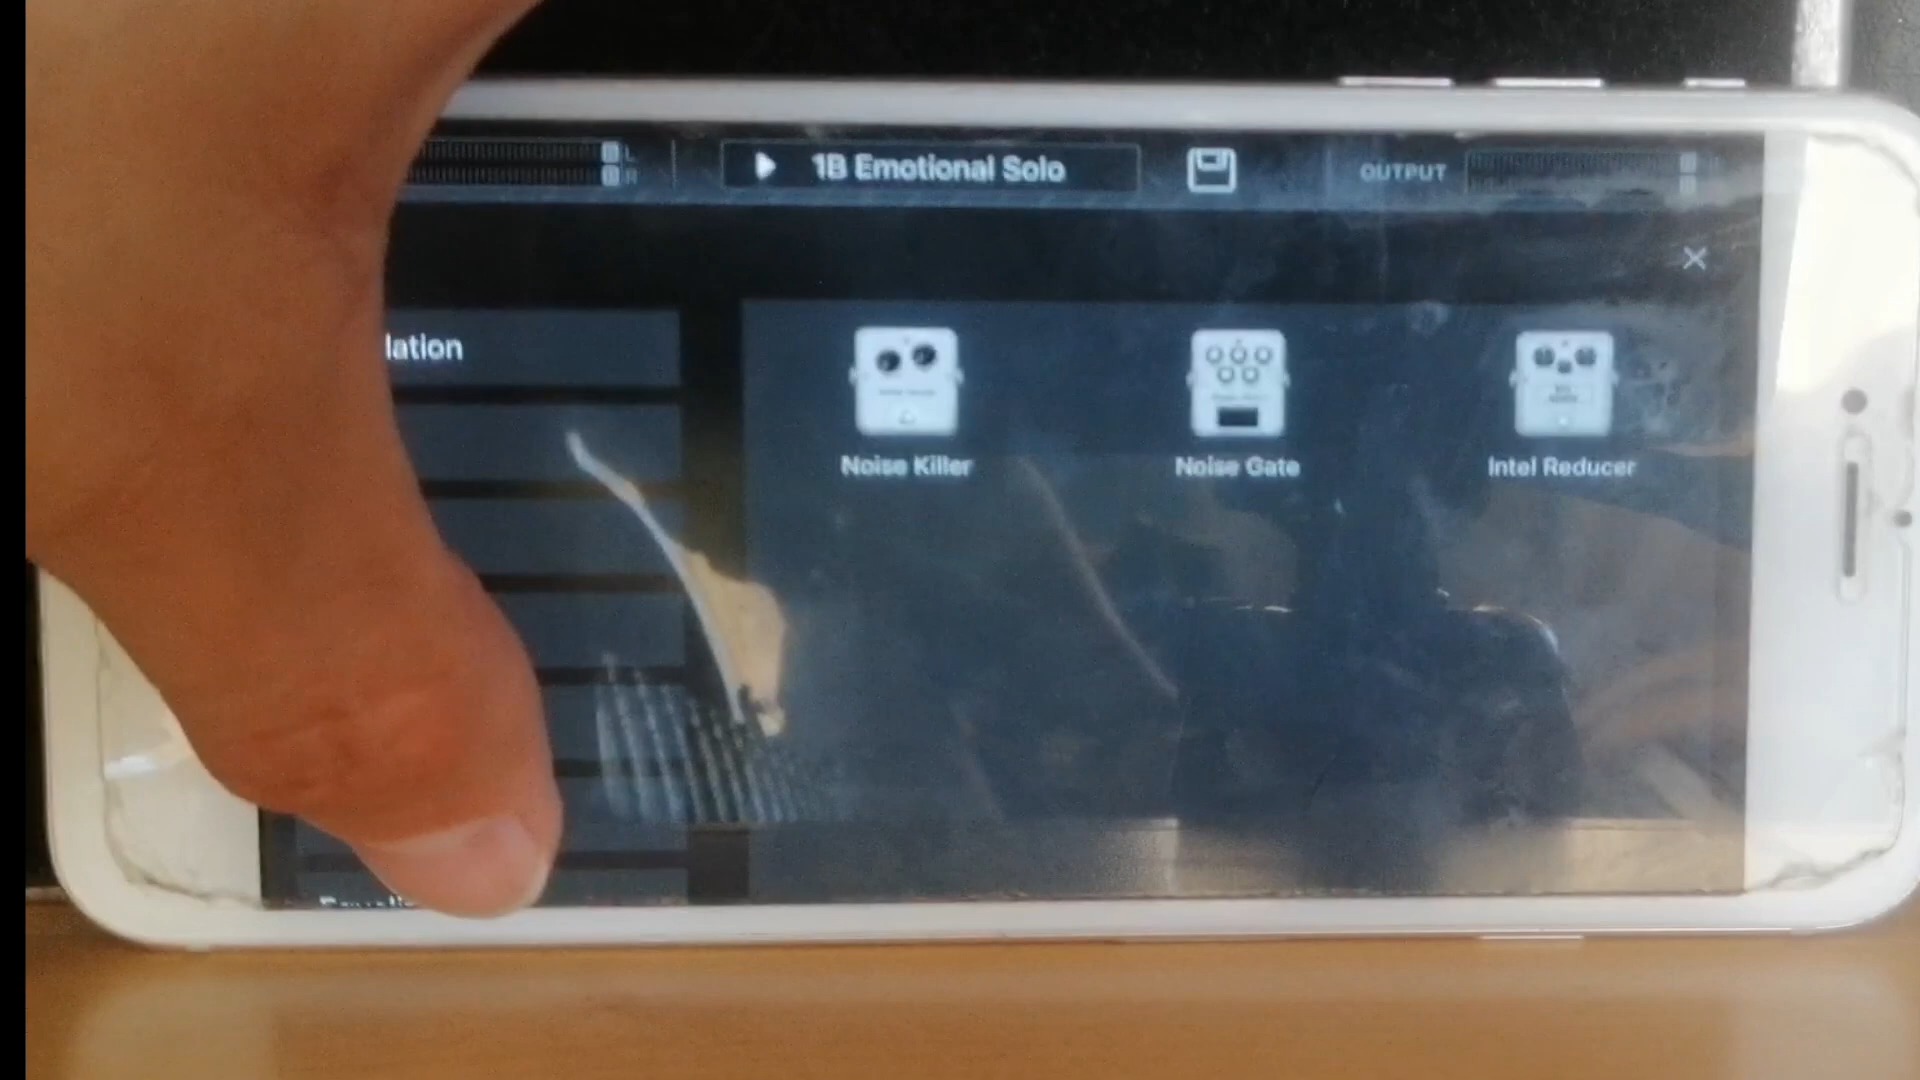 L
R
1B Emotional Solo
OUTPUT
lation
Noise Killer
Noise Gate
Intel Reducer